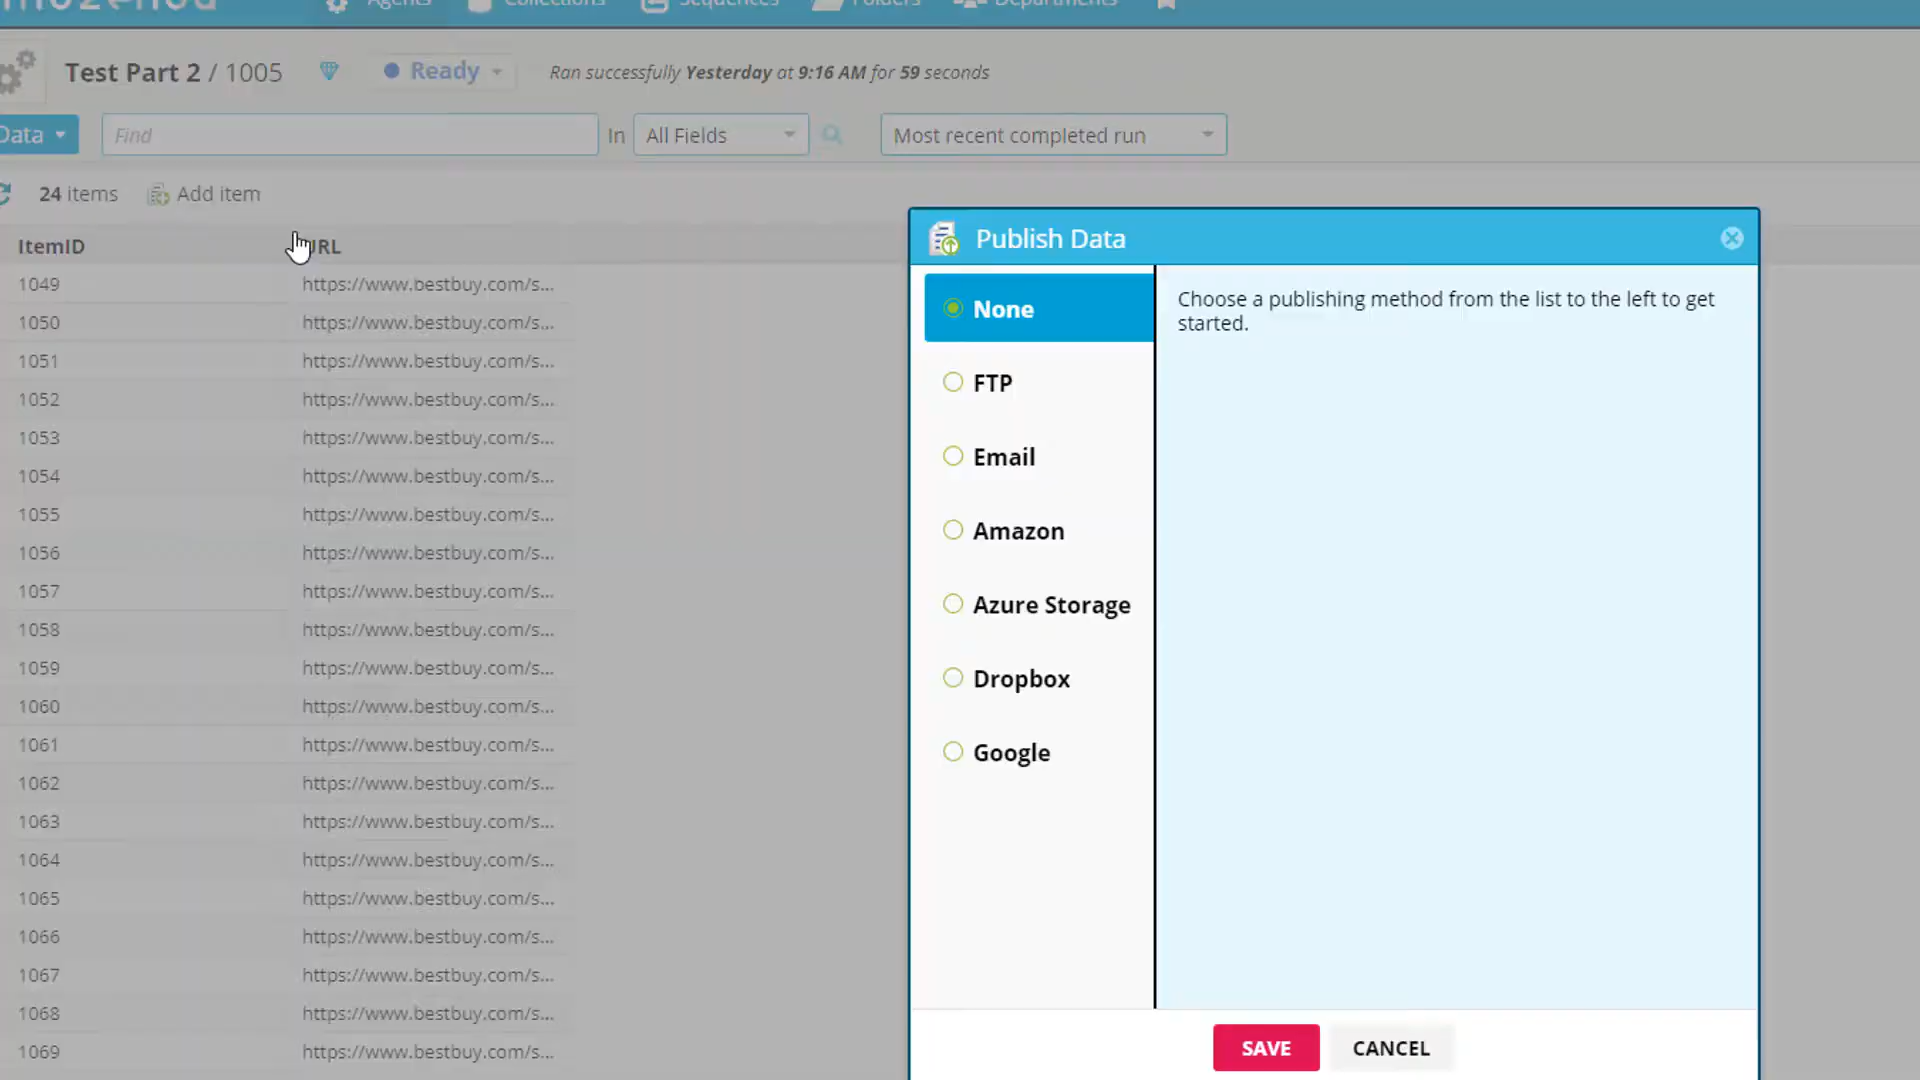 mozenda
Agents Collections Sequences Folders Departments
Test Part 2 / 1005 Ready Ran successfully Yesterday at 9:16 AM for 59 seconds
Data Find In All Fields Most recent completed run
24 items Add item
ItemID URL
1049 https://www.bestbuy.com/s...
1050 https://www.bestbuy.com/s...
1051 https://www.bestbuy.com/s...
1052 https://www.bestbuy.com/s...
1053 https://www.bestbuy.com/s...
1054 https://www.bestbuy.com/s...
1055 https://www.bestbuy.com/s...
1056 https://www.bestbuy.com/s...
1057 https://www.bestbuy.com/s...
1058 https://www.bestbuy.com/s...
1059 https://www.bestbuy.com/s...
1060 https://www.bestbuy.com/s...
1061 https://www.bestbuy.com/s...
1062 https://www.bestbuy.com/s...
1063 https://www.bestbuy.com/s...
1064 https://www.bestbuy.com/s...
1065 https://www.bestbuy.com/s...
1066 https://www.bestbuy.com/s...
1067 https://www.bestbuy.com/s...
1068 https://www.bestbuy.com/s...
1069 https://www.bestbuy.com/s...
Publish Data
None
FTP
Email
Amazon
Azure Storage
Dropbox
Google
Choose a publishing method from the list to the left to get
started.
SAVE CANCEL